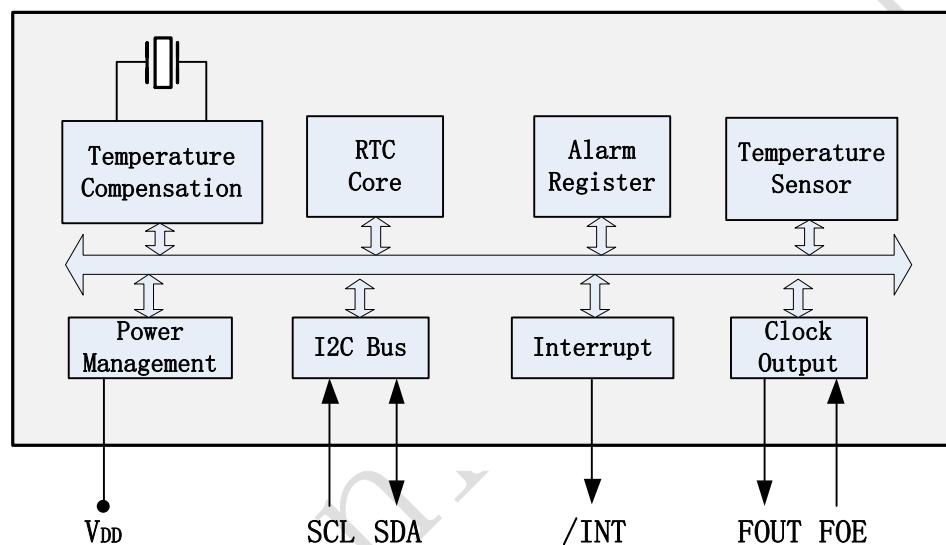 Temperature
Compensation
RTC
Core
Alarm
Register
Temperature
Sensor
Power
Management
I2C Bus
Interrupt
Clock
Output
VDD
SCL SDA
/INT
FOUT FOE